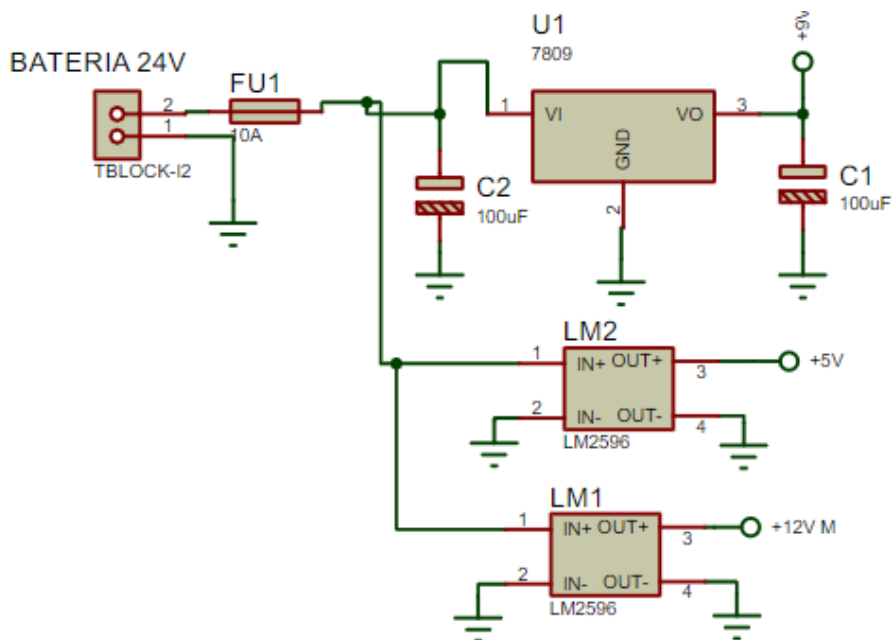 BATERIA 24V
2
1
TBLOCK-I2
FU1
10A
U1
7809
1
VI
VO
3
GND
2
+9V
C2
100uF
C1
100uF
LM2
1
IN+
OUT+
3
+5V
2
IN-
OUT-
4
LM2596
LM1
1
IN+
OUT+
3
+12V M
2
IN-
OUT-
4
LM2596